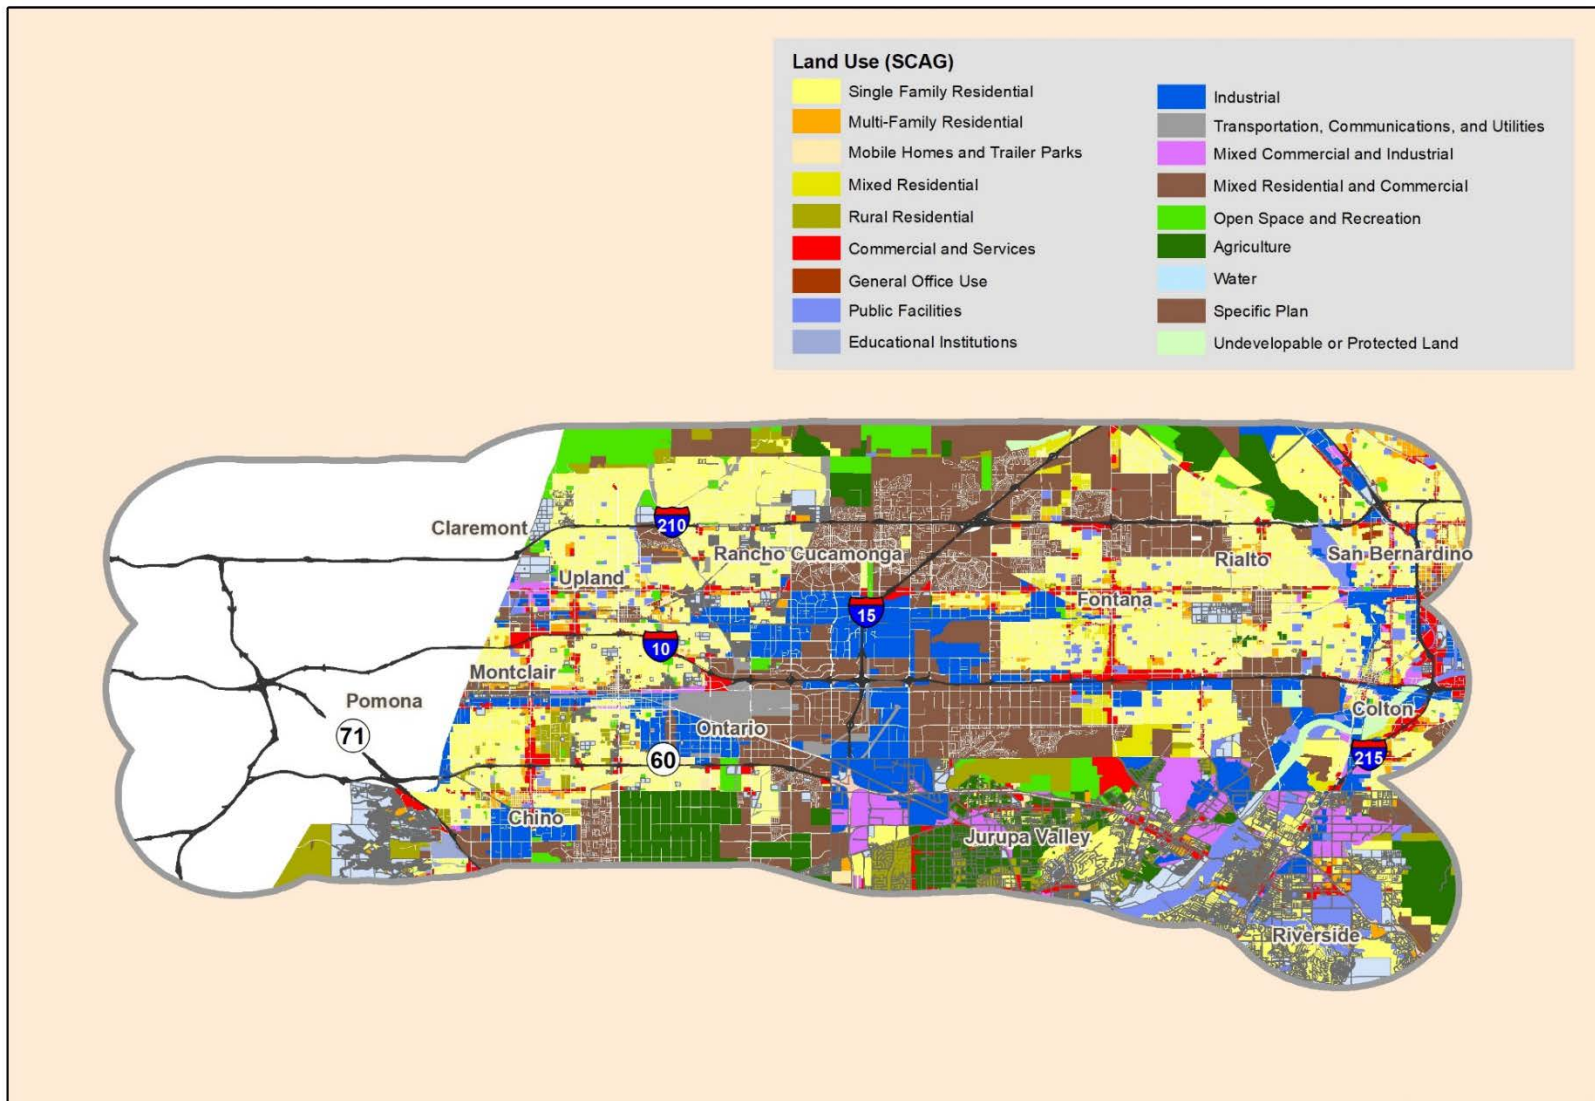 Land Use (SCAG)
Single Family Residential
Multi-Family Residential
Mobile Homes and Trailer Parks
Mixed Residential
Rural Residential
Commercial and Services
General Office Use
Public Facilities
Educational Institutions
Industrial
Transportation, Communications, and Utilities
Mixed Commercial and Industrial
Mixed Residential and Commercial
Open Space and Recreation
Agriculture
Water
Specific Plan
Undevelopable or Protected Land
Claremont
210
Rancho Cucamonga
Rialto
San Bernardino
Upland
Fontana
15
10
Montclair
Pomona
Ontario
Colton
71
60
215
Chino
Jurupa Valley
Riverside